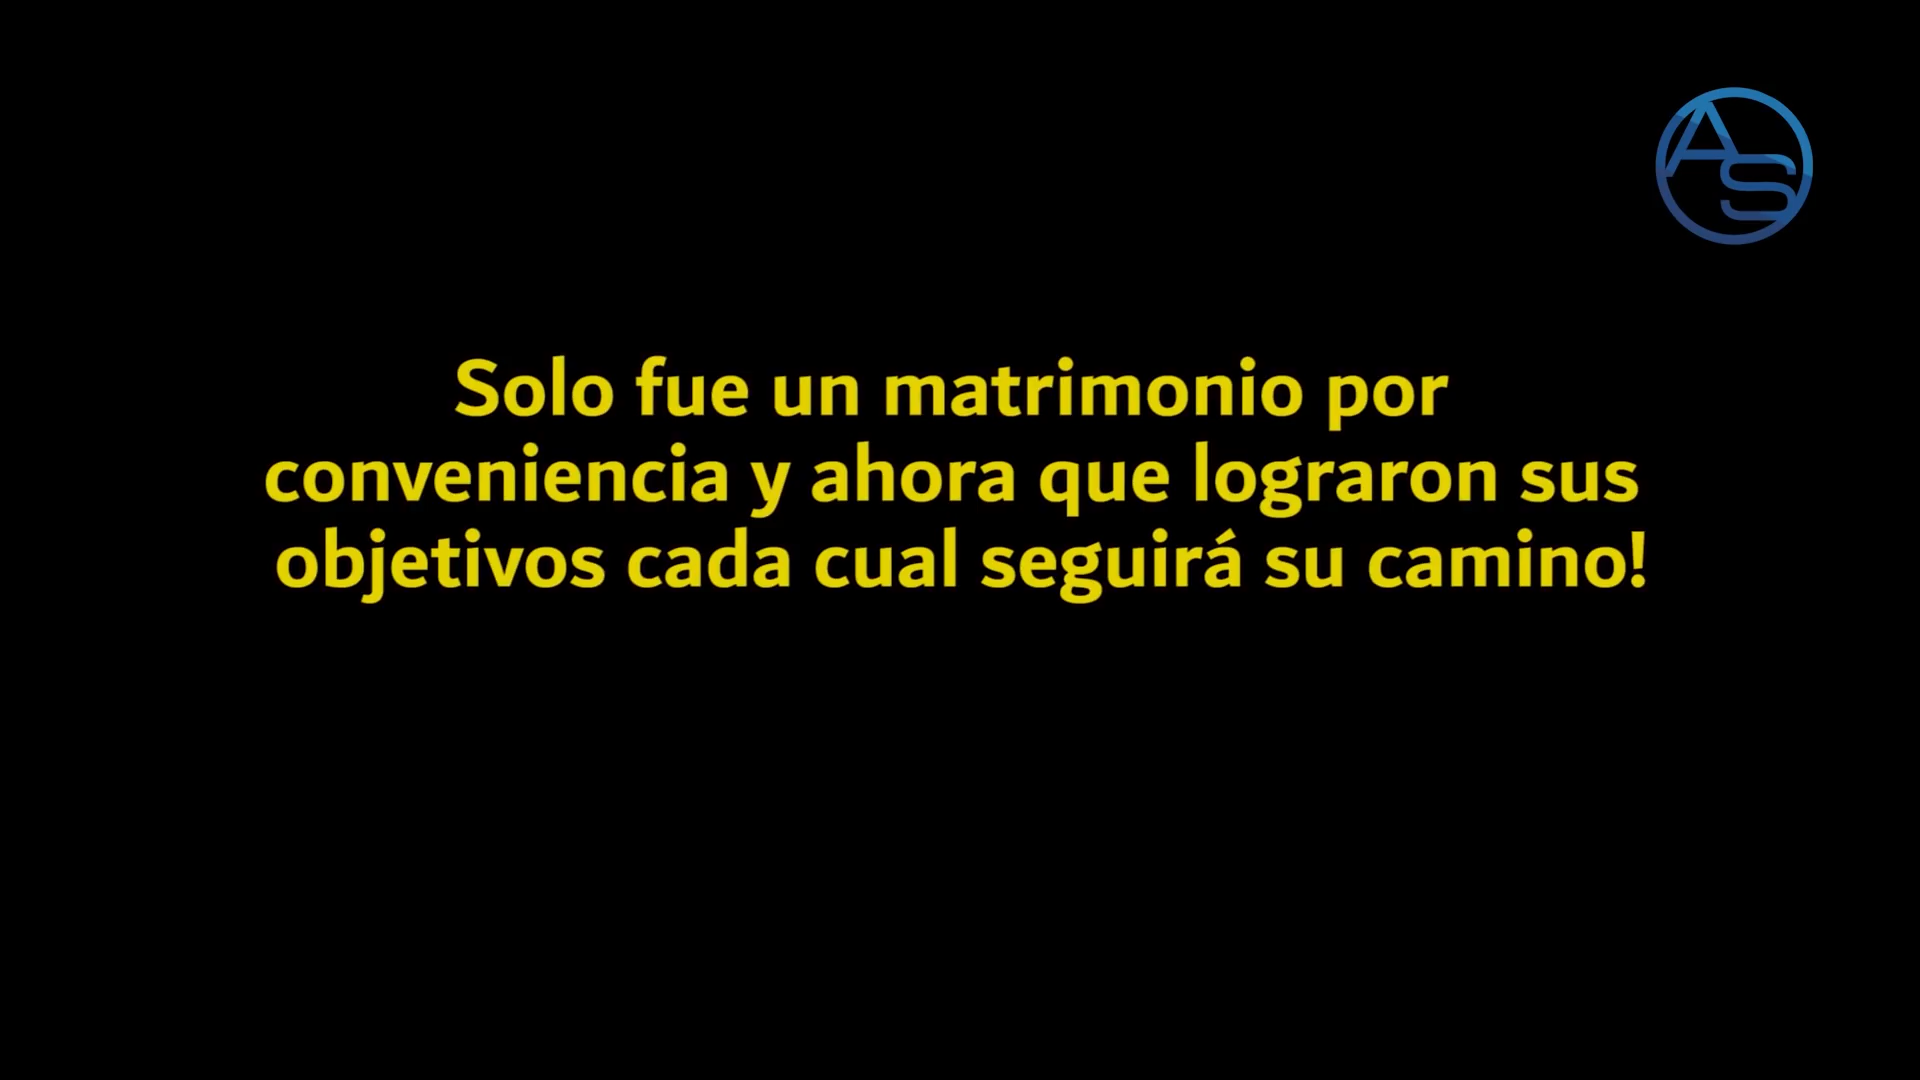 AS
Solo fue un matrimonio por
conveniencia y ahora que lograron sus
objetivos cada cual seguirá su camino!